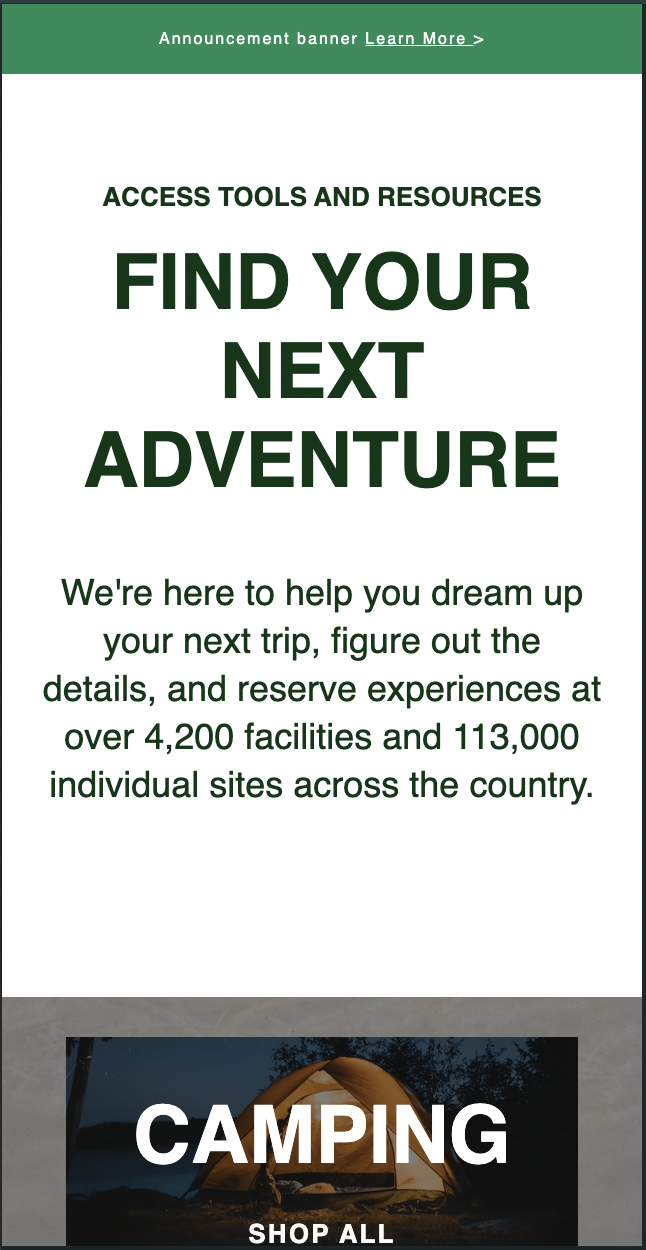 Announcement banner Learn More >
ACCESS TOOLS AND RESOURCES
FIND YOUR
NEXT
ADVENTURE
We're here to help you dream up
your next trip, figure out the
details, and reserve experiences at
over 4,200 facilities and 113,000
individual sites across the country.
CAMPING
SHOP ALL